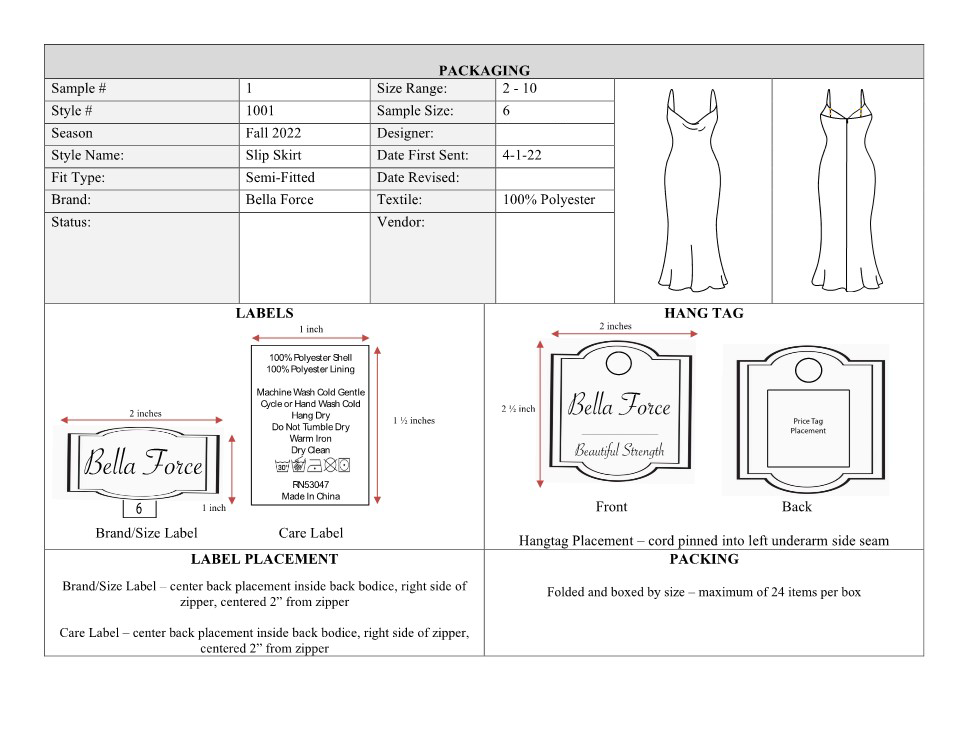 PACKAGING
Sample # 1 Size Range: 2 - 10
Style # 1001 Sample Size: 6
Season Fall 2022 Designer:
Style Name: Slip Skirt Date First Sent: 4-1-22
Fit Type: Semi-Fitted Date Revised:
Brand: Bella Force Textile: 100% Polyester
Status: Vendor:
LABELS
1 inch
100% Polyester Shell
100% Polyester Lining
Machine Wash Cold Gentle
Cycle or Hand Wash Cold
Hang Dry
Do Not Tumble Dry
Warm Iron
Dry Clean
30°
RN53047
Made In China
1 ½ inches
2 inches
Bella Force
6
1 inch
Brand/Size Label
Care Label
HANG TAG
2 inches
2 ½ inch
Bella Force
Beautiful Strength
Price Tag
Placement
Front
Back
Hangtag Placement – cord pinned into left underarm side seam
LABEL PLACEMENT
Brand/Size Label – center back placement inside back bodice, right side of
zipper, centered 2” from zipper
Care Label – center back placement inside back bodice, right side of zipper,
centered 2” from zipper
PACKING
Folded and boxed by size – maximum of 24 items per box